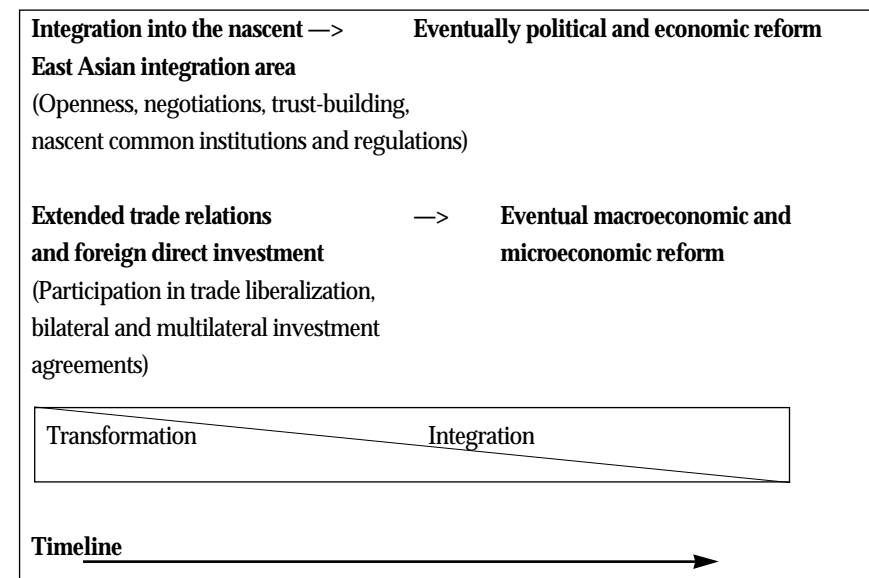 Integration into the nascent —> Eventually political and economic reform
East Asian integration area
(Openness, negotiations, trust-building,
nascent common institutions and regulations)
Extended trade relations —> Eventual macroeconomic and
and foreign direct investment microeconomic reform
(Participation in trade liberalization,
bilateral and multilateral investment
agreements)
Transformation Integration
Timeline